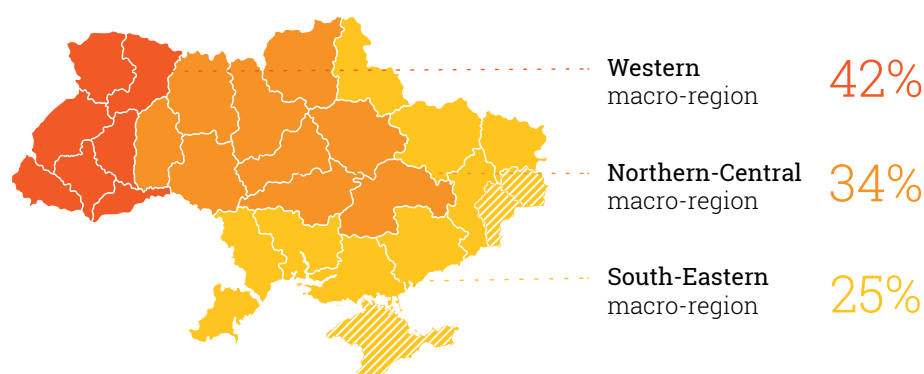 Western
macro-region
42%
Northern-Central
macro-region
34%
South-Eastern
macro-region
25%